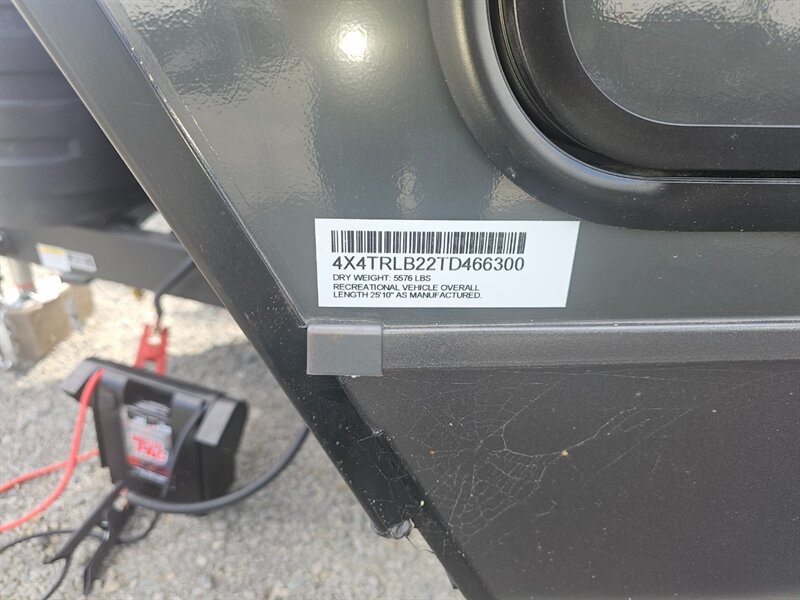 4X4TRLB22TD466300
DRY WEIGHT: 5576 LBS
RECREATIONAL VEHICLE OVERALL
LENGTH 25'10" AS MANUFACTURED.